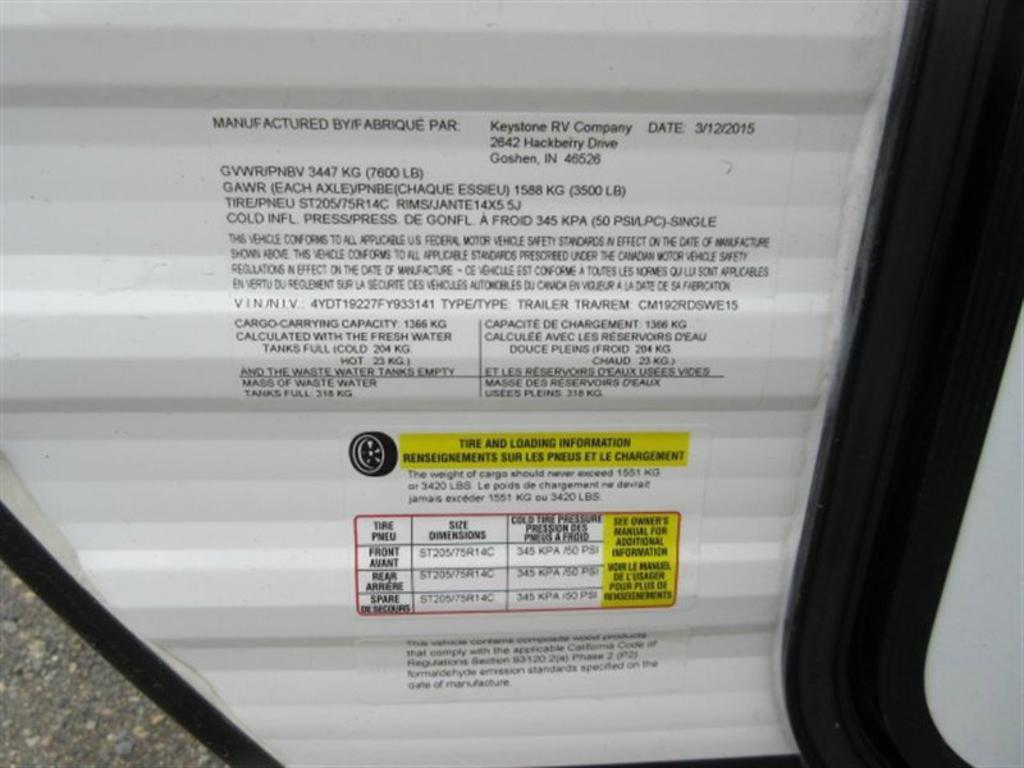 MANUFACTURED BY/FABRIQUÉ PAR: Keystone RV Company DATE: 3/12/2015
2642 Hackberry Drive
Goshen, IN 46526
GVWR/PNBV 3447 KG (7600 LB)
GAWR (EACH AXLE)/PNBE(CHAQUE ESSIEU) 1588 KG (3500 LB)
TIRE/PNEU ST205/75R14C RIMS/JANTE14X5.5J
COLD INFL. PRESS/PRESS. DE GONFL. À FROID 345 KPA (50 PSI/LPC)-SINGLE
THIS VEHICLE CONFORMS TO ALL APPLICABLE U.S. FEDERAL MOTOR VEHICLE SAFETY STANDARDS IN EFFECT ON THE DATE OF MANUFACTURE
SHOWN ABOVE. THIS VEHICLE CONFORMS TO ALL APPLICABLE STANDARDS PRESCRIBED UNDER THE CANADIAN MOTOR VEHICLE SAFETY
REGULATIONS IN EFFECT ON THE DATE OF MANUFACTURE - CE VEHICULE EST CONFORME À TOUTES LES NORMES QUI LUI SONT APPLICABLES
EN VERTU DU REGLEMENT SUR LA SECURITE DES VÉHICULES AUTOMOBILES DU CANADA EN VIGUEUR À LA DATE DE SA FABRICATION
V.I.N./N.I.V.: 4YDT19227FY933141 TYPE/TYPE: TRAILER TRA/REM: CM192RDSWE15
CARGO-CARRYING CAPACITY: 1366 KG
CALCULATED WITH THE FRESH WATER
TANKS FULL (COLD 204 KG
HOT 23 KG.)
AND THE WASTE WATER TANKS EMPTY
MASS OF WASTE WATER
TANKS FULL: 318 KG
CAPACITÉ DE CHARGEMENT: 1366 KG
CALCULÉE AVEC LES RÉSERVOIRS D'EAU
DOUCE PLEINS (FROID 204 KG
CHAUD 23 KG.)
ET LES RÉSERVOIRS D'EAUX USÉES VIDES
MASSE DES RÉSERVOIRS D'EAUX
USÉES PLEINS: 318 KG
TIRE AND LOADING INFORMATION
RENSEIGNEMENTS SUR LES PNEUS ET LE CHARGEMENT
The weight of cargo should never exceed 1551 KG
or 3420 LBS. Le poids de chargement ne devrait
jamais excéder 1551 KG ou 3420 LBS.
TIRE PNEU SIZE DIMENSIONS COLD TIRE PRESSURE PRESSION DES PNEUS A FROID
FRONT AVANT ST205/75R14C 345 KPA /50 PSI
REAR ARRIÈRE ST205/75R14C 345 KPA /50 PSI
SPARE DE SECOURS ST205/75R14C 345 KPA /50 PSI
SEE OWNER'S
MANUAL FOR
ADDITIONAL
INFORMATION
VOIR LE MANUEL
DE L'USAGER
POUR PLUS DE
RENSEIGNEMENTS
This vehicle contains composite wood products
that comply with the applicable California Code of
Regulations Section 93120.2(a) Phase 2 (P2)
formaldehyde emission standards specified on the
date of manufacture.